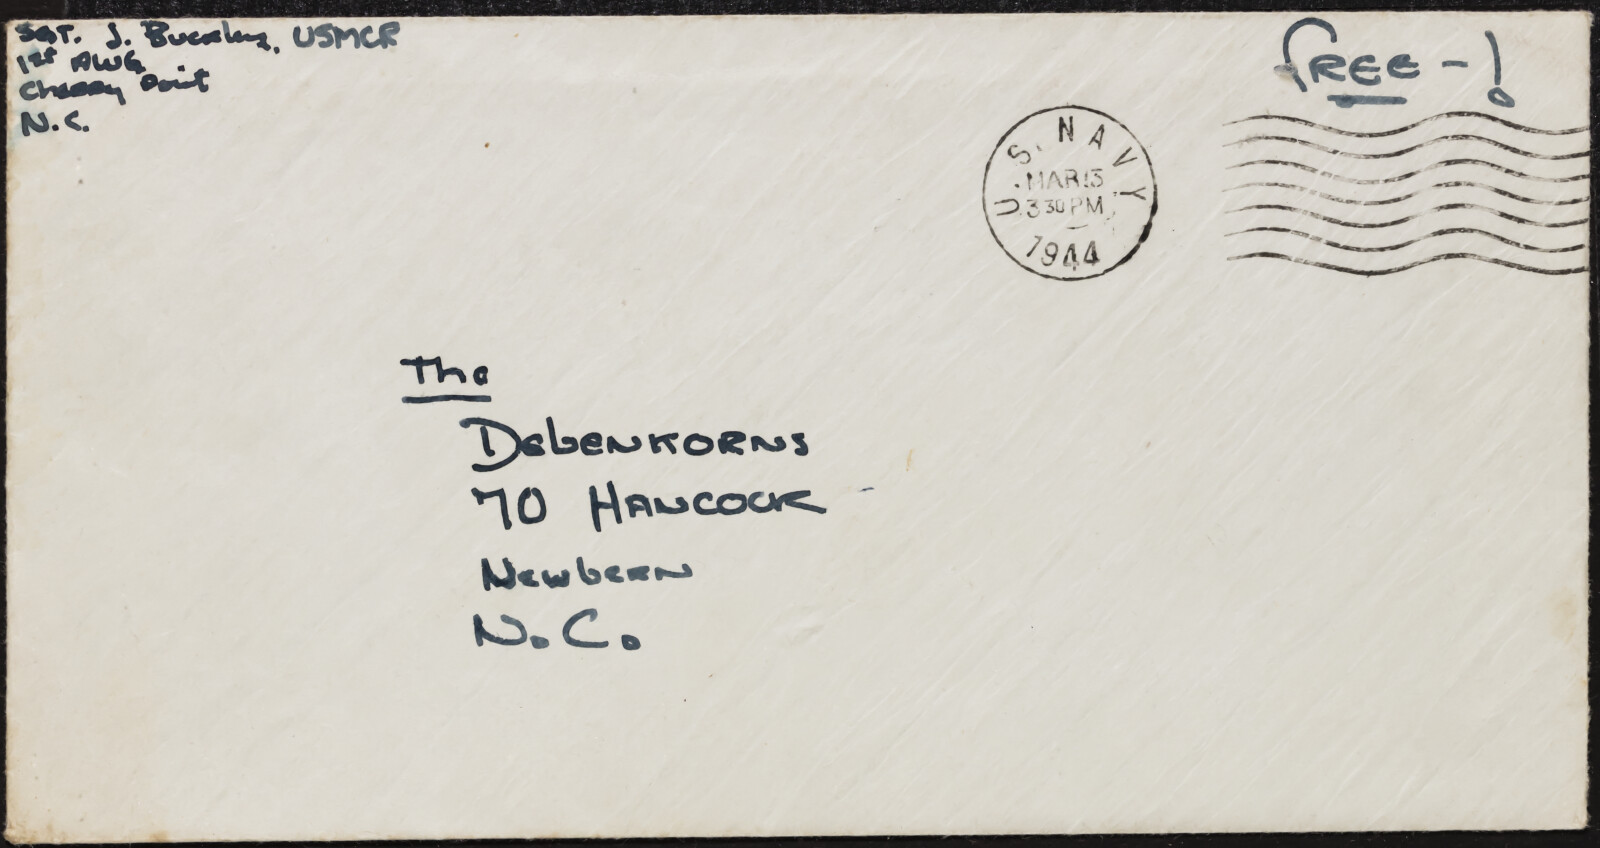 Sgt. J. Buckley, USMCR
1st AWG
Cherry Point
N.C.
Free - !
U.S. NAVY
MAR 13
3 30 PM
1944
The
Debenkorns
70 Hancock
Newbern
N.C.